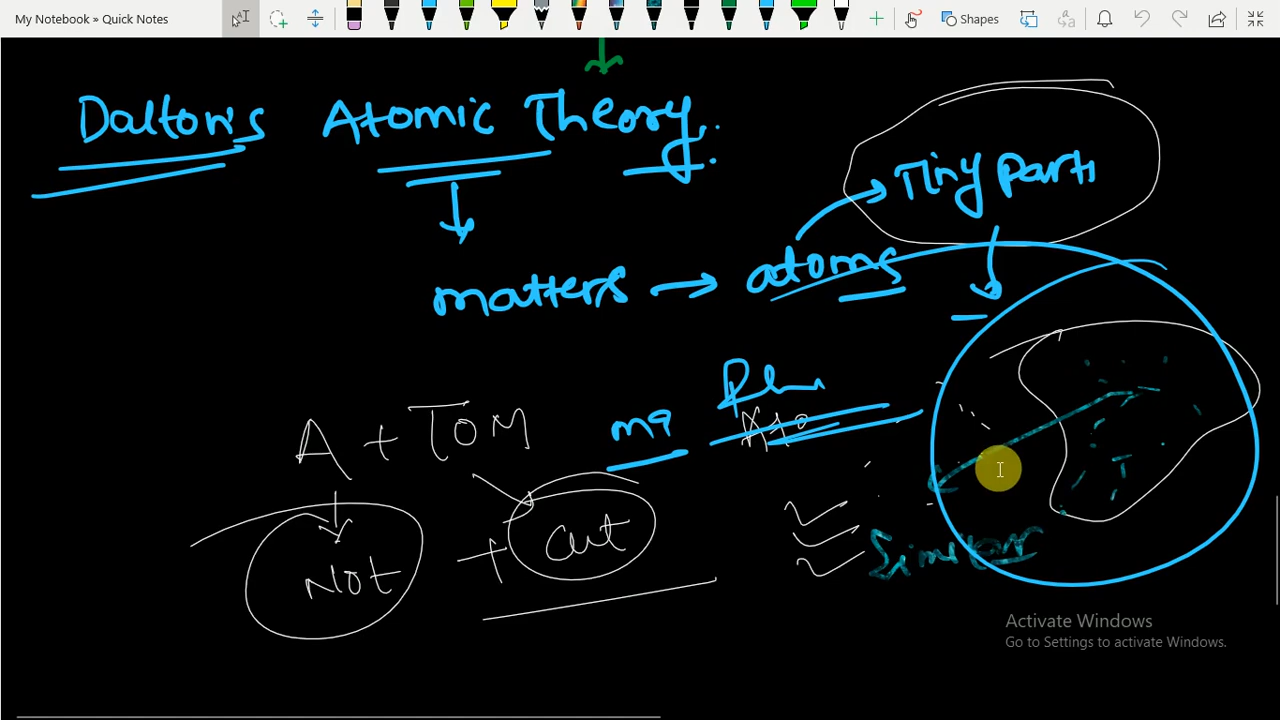 My Notebook » Quick Notes
Shapes
Dalton's Atomic Theory
Tiny Part
matters → atoms
A + TOM
Not + cut
Similar
Activate Windows
Go to Settings to activate Windows.